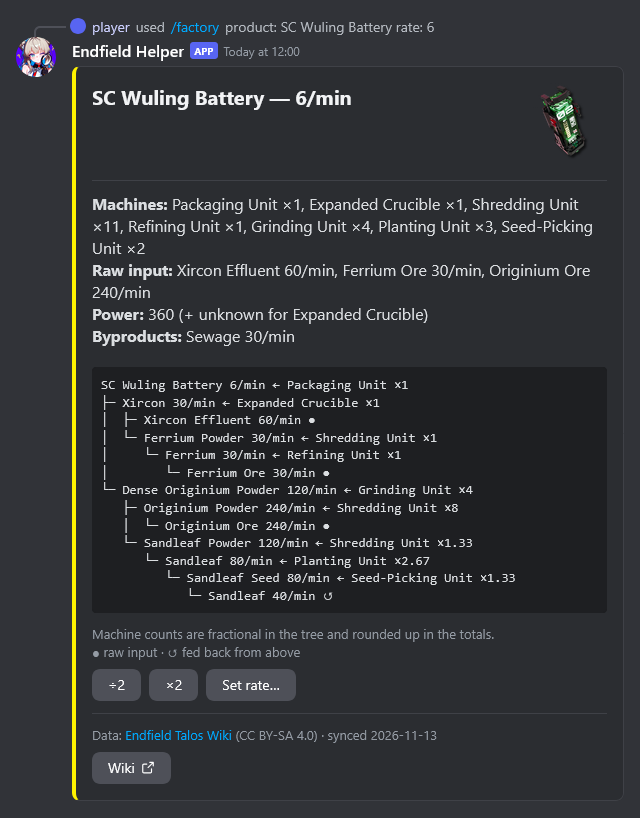 player used /factory product: SC Wuling Battery rate: 6
Endfield Helper APP Today at 12:00
SC Wuling Battery — 6/min
Machines: Packaging Unit ×1, Expanded Crucible ×1, Shredding Unit
×11, Refining Unit ×1, Grinding Unit ×4, Planting Unit ×3, Seed-Picking
Unit ×2
Raw input: Xircon Effluent 60/min, Ferrium Ore 30/min, Originium Ore
240/min
Power: 360 (+ unknown for Expanded Crucible)
Byproducts: Sewage 30/min
SC Wuling Battery 6/min ← Packaging Unit ×1
├─ Xircon 30/min ← Expanded Crucible ×1
│  ├─ Xircon Effluent 60/min ●
│  └─ Ferrium Powder 30/min ← Shredding Unit ×1
│     └─ Ferrium 30/min ← Refining Unit ×1
│        └─ Ferrium Ore 30/min ●
└─ Dense Originium Powder 120/min ← Grinding Unit ×4
   ├─ Originium Powder 240/min ← Shredding Unit ×8
   │  └─ Originium Ore 240/min ●
   └─ Sandleaf Powder 120/min ← Shredding Unit ×1.33
      └─ Sandleaf 80/min ← Planting Unit ×2.67
         └─ Sandleaf Seed 80/min ← Seed-Picking Unit ×1.33
            └─ Sandleaf 40/min ↺
Machine counts are fractional in the tree and rounded up in the totals.
● raw input · ↺ fed back from above
÷2 ×2 Set rate...
Data: Endfield Talos Wiki (CC BY-SA 4.0) · synced 2026-11-13
Wiki